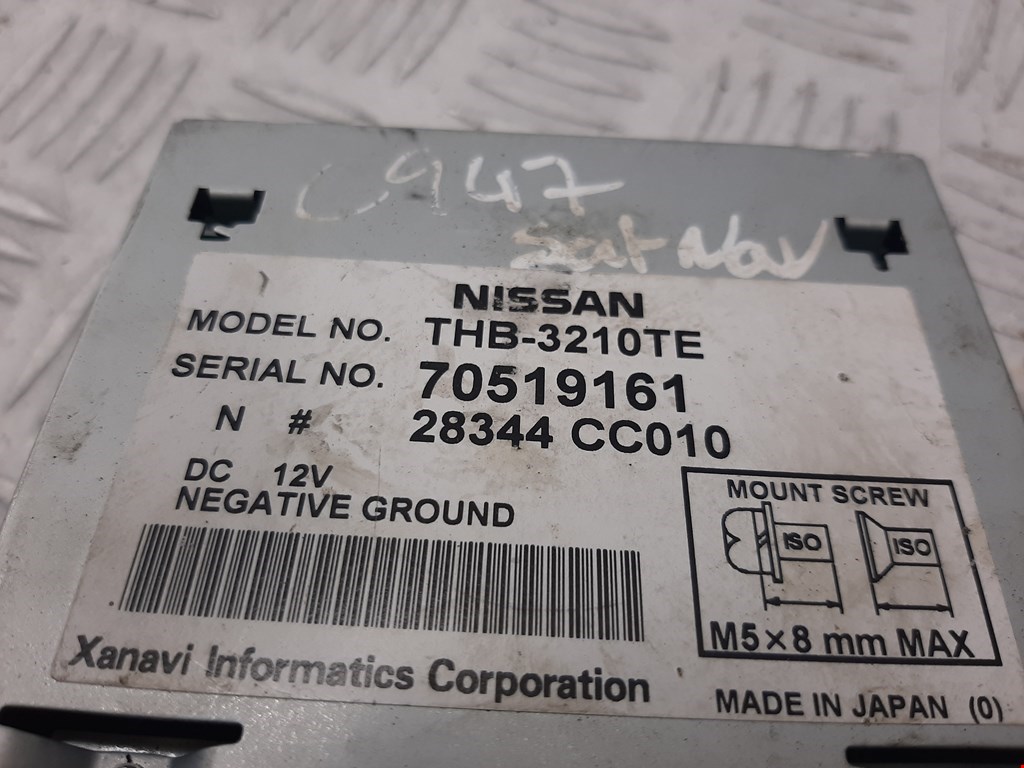 C947
Sat Nav
NISSAN
MODEL NO. THB-3210TE
SERIAL NO. 70519161
N # 28344 CC010
DC 12V
NEGATIVE GROUND
MOUNT SCREW
ISO ISO
M5×8 mm MAX
Xanavi Informatics Corporation
MADE IN JAPAN (0)